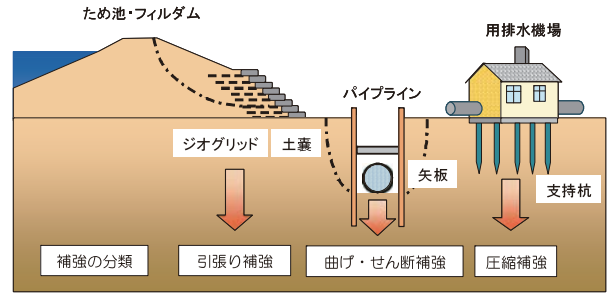 ため池・フィルダム
用排水機場
パイプライン
ジオグリッド
土嚢
矢板
支持杭
補強の分類
引張り補強
曲げ・せん断補強
圧縮補強